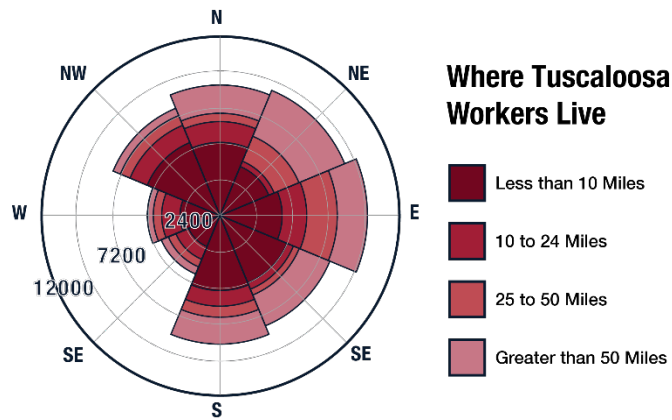 N
NW
NE
W
E
2400
7200
12000
SE
SE
S
Where Tuscaloosa
Workers Live
Less than 10 Miles
10 to 24 Miles
25 to 50 Miles
Greater than 50 Miles